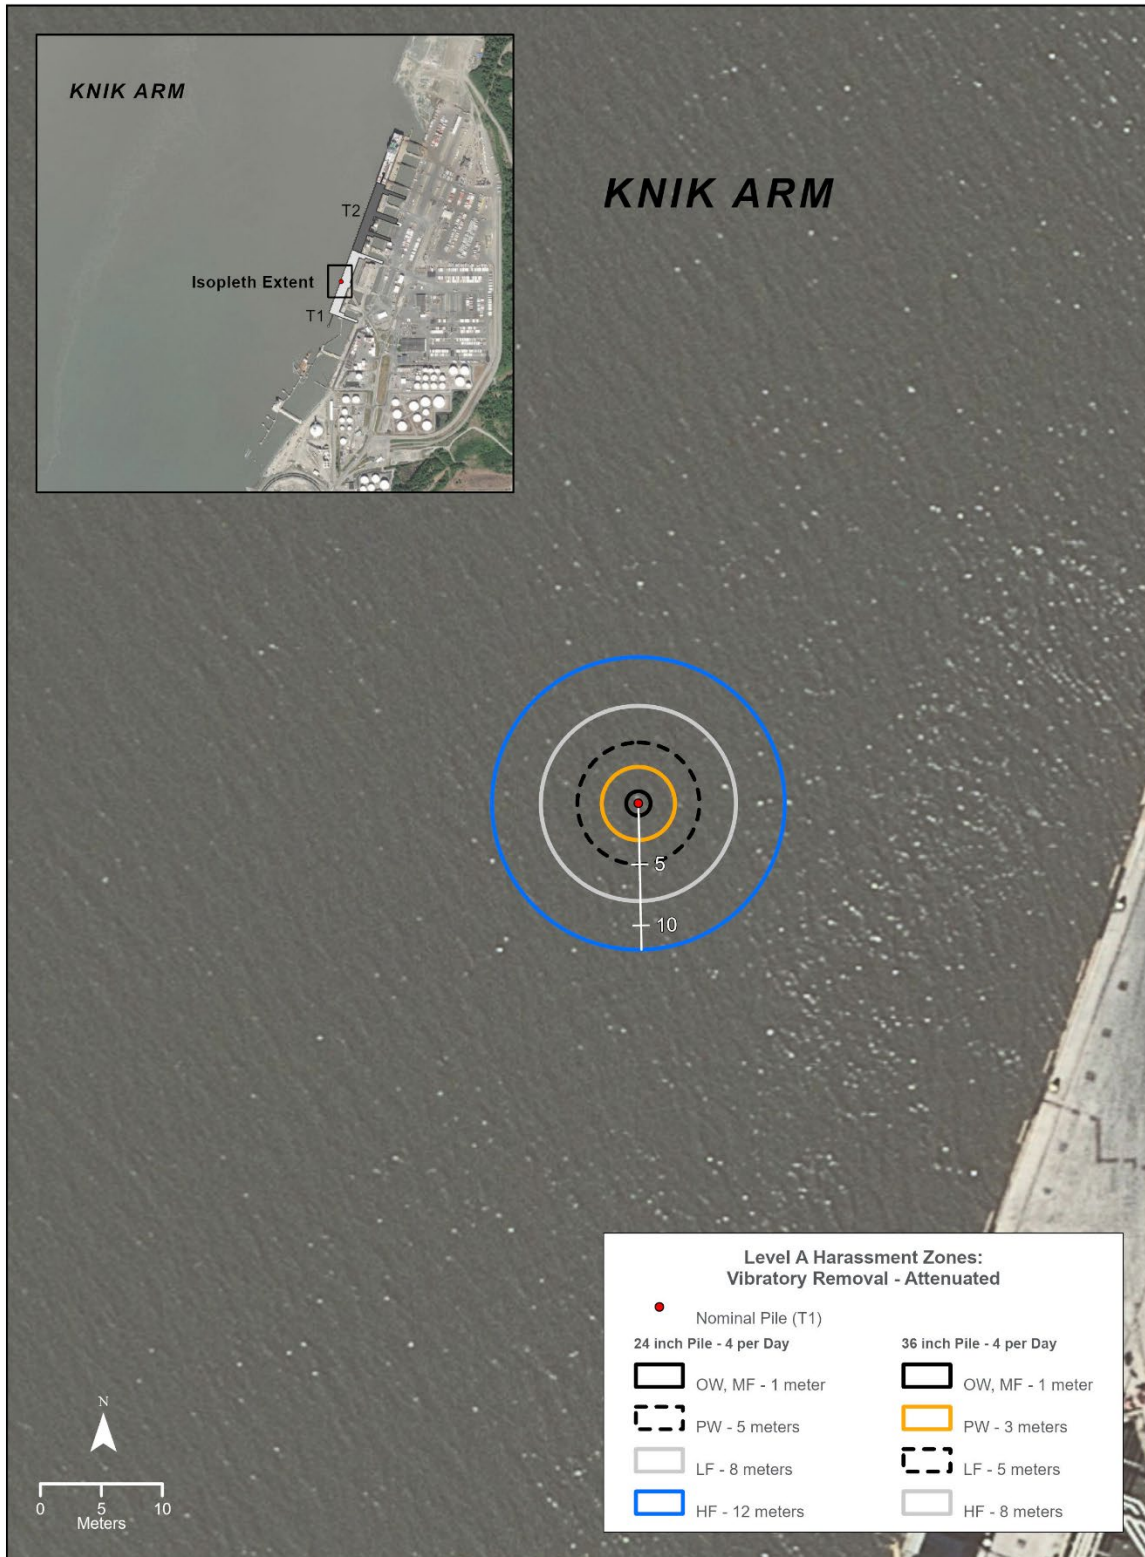 KNIK ARM
T2
Isopleth Extent
T1
KNIK ARM
5
10
Level A Harassment Zones:
Vibratory Removal - Attenuated
Nominal Pile (T1)
24 inch Pile - 4 per Day
OW, MF - 1 meter
PW - 5 meters
LF - 8 meters
HF - 12 meters
36 inch Pile - 4 per Day
OW, MF - 1 meter
PW - 3 meters
LF - 5 meters
HF - 8 meters
N
0 5 10
Meters